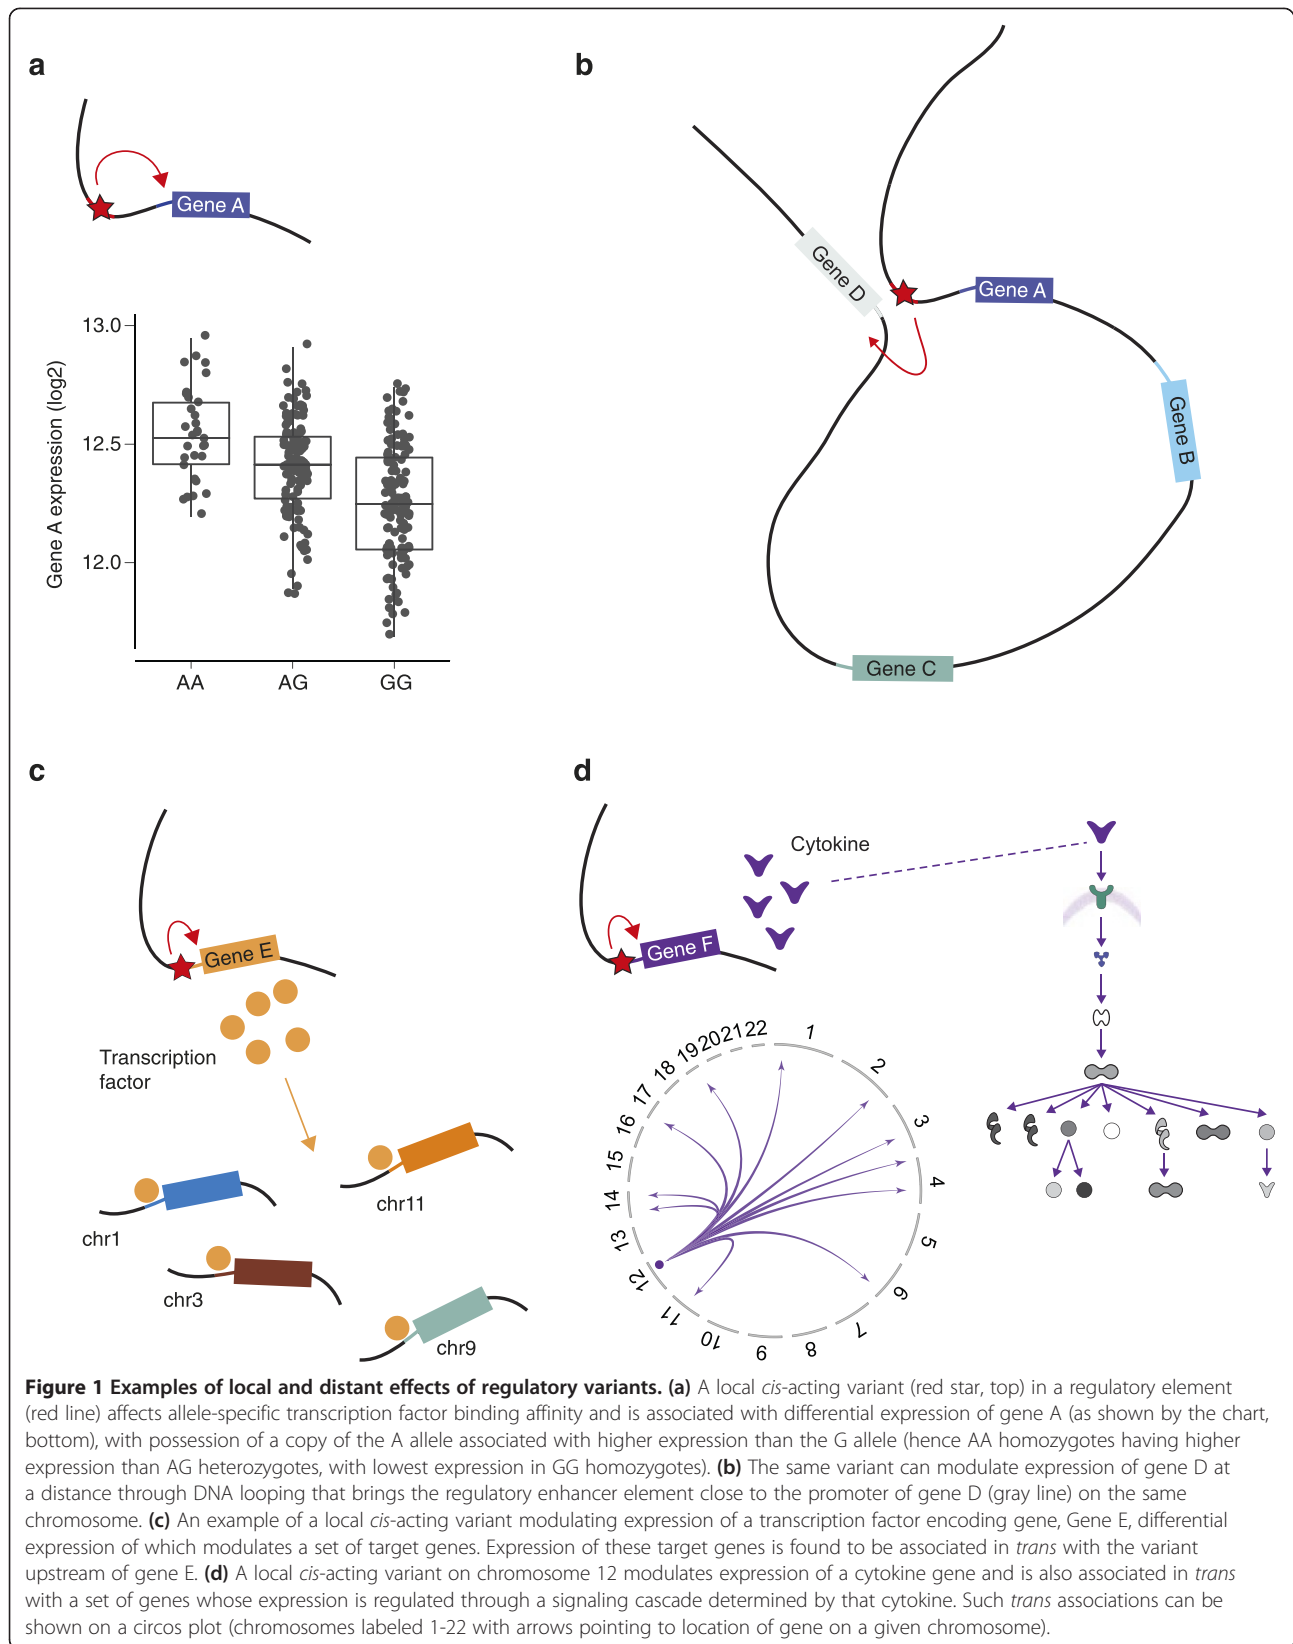 a
Gene A
Gene A expression (log2)
13.0
12.5
12.0
AA AG GG
b
Gene D
Gene A
Gene B
Gene C
c
Gene E
Transcription
factor
chr11
chr1
chr3
chr9
d
Cytokine
Gene F
1
2
3
4
5
6
7
8
9
10
11
12
13
14
15
16
17
18
19
20
21
22
Figure 1 Examples of local and distant effects of regulatory variants. (a) A local cis-acting variant (red star, top) in a regulatory element
(red line) affects allele-specific transcription factor binding affinity and is associated with differential expression of gene A (as shown by the chart,
bottom), with possession of a copy of the A allele associated with higher expression than the G allele (hence AA homozygotes having higher
expression than AG heterozygotes, with lowest expression in GG homozygotes). (b) The same variant can modulate expression of gene D at
a distance through DNA looping that brings the regulatory enhancer element close to the promoter of gene D (gray line) on the same
chromosome. (c) An example of a local cis-acting variant modulating expression of a transcription factor encoding gene, Gene E, differential
expression of which modulates a set of target genes. Expression of these target genes is found to be associated in trans with the variant
upstream of gene E. (d) A local cis-acting variant on chromosome 12 modulates expression of a cytokine gene and is also associated in trans
with a set of genes whose expression is regulated through a signaling cascade determined by that cytokine. Such trans associations can be
shown on a circos plot (chromosomes labeled 1-22 with arrows pointing to location of gene on a given chromosome).